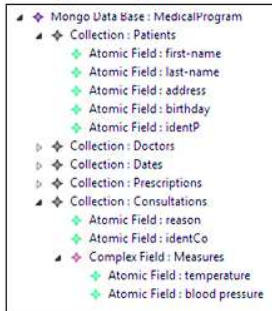 Mongo Data Base : MedicalProgram
Collection : Patients
Atomic Field : first-name
Atomic Field : last-name
Atomic Field : address
Atomic Field : birthday
Atomic Field : identP
Collection : Doctors
Collection : Dates
Collection : Prescriptions
Collection : Consultations
Atomic Field : reason
Atomic Field : identCo
Complex Field : Measures
Atomic Field : temperature
Atomic Field : blood pressure